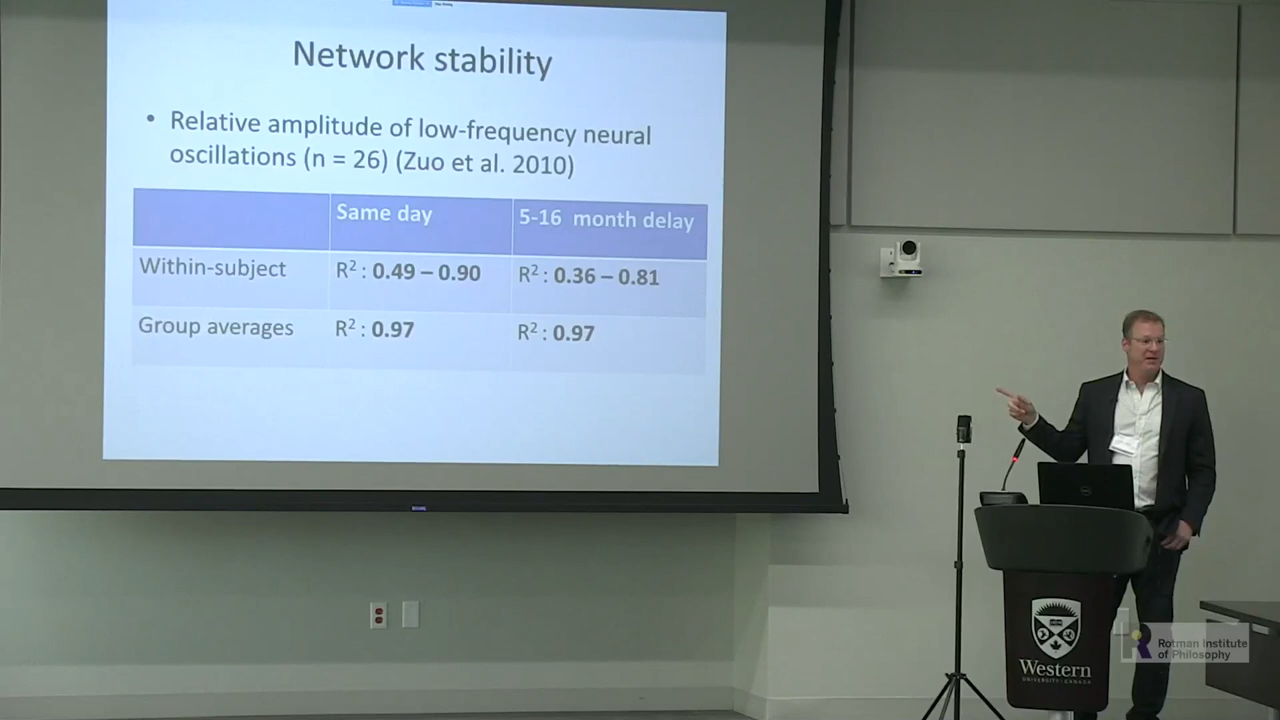 Network stability
• Relative amplitude of low-frequency neural
oscillations (n = 26) (Zuo et al. 2010)
Same day
5-16 month delay
Within-subject
R² : 0.49 – 0.90
R² : 0.36 – 0.81
Group averages
R² : 0.97
R² : 0.97
Western
UNIVERSITY · CANADA
Rotman Institute
of Philosophy